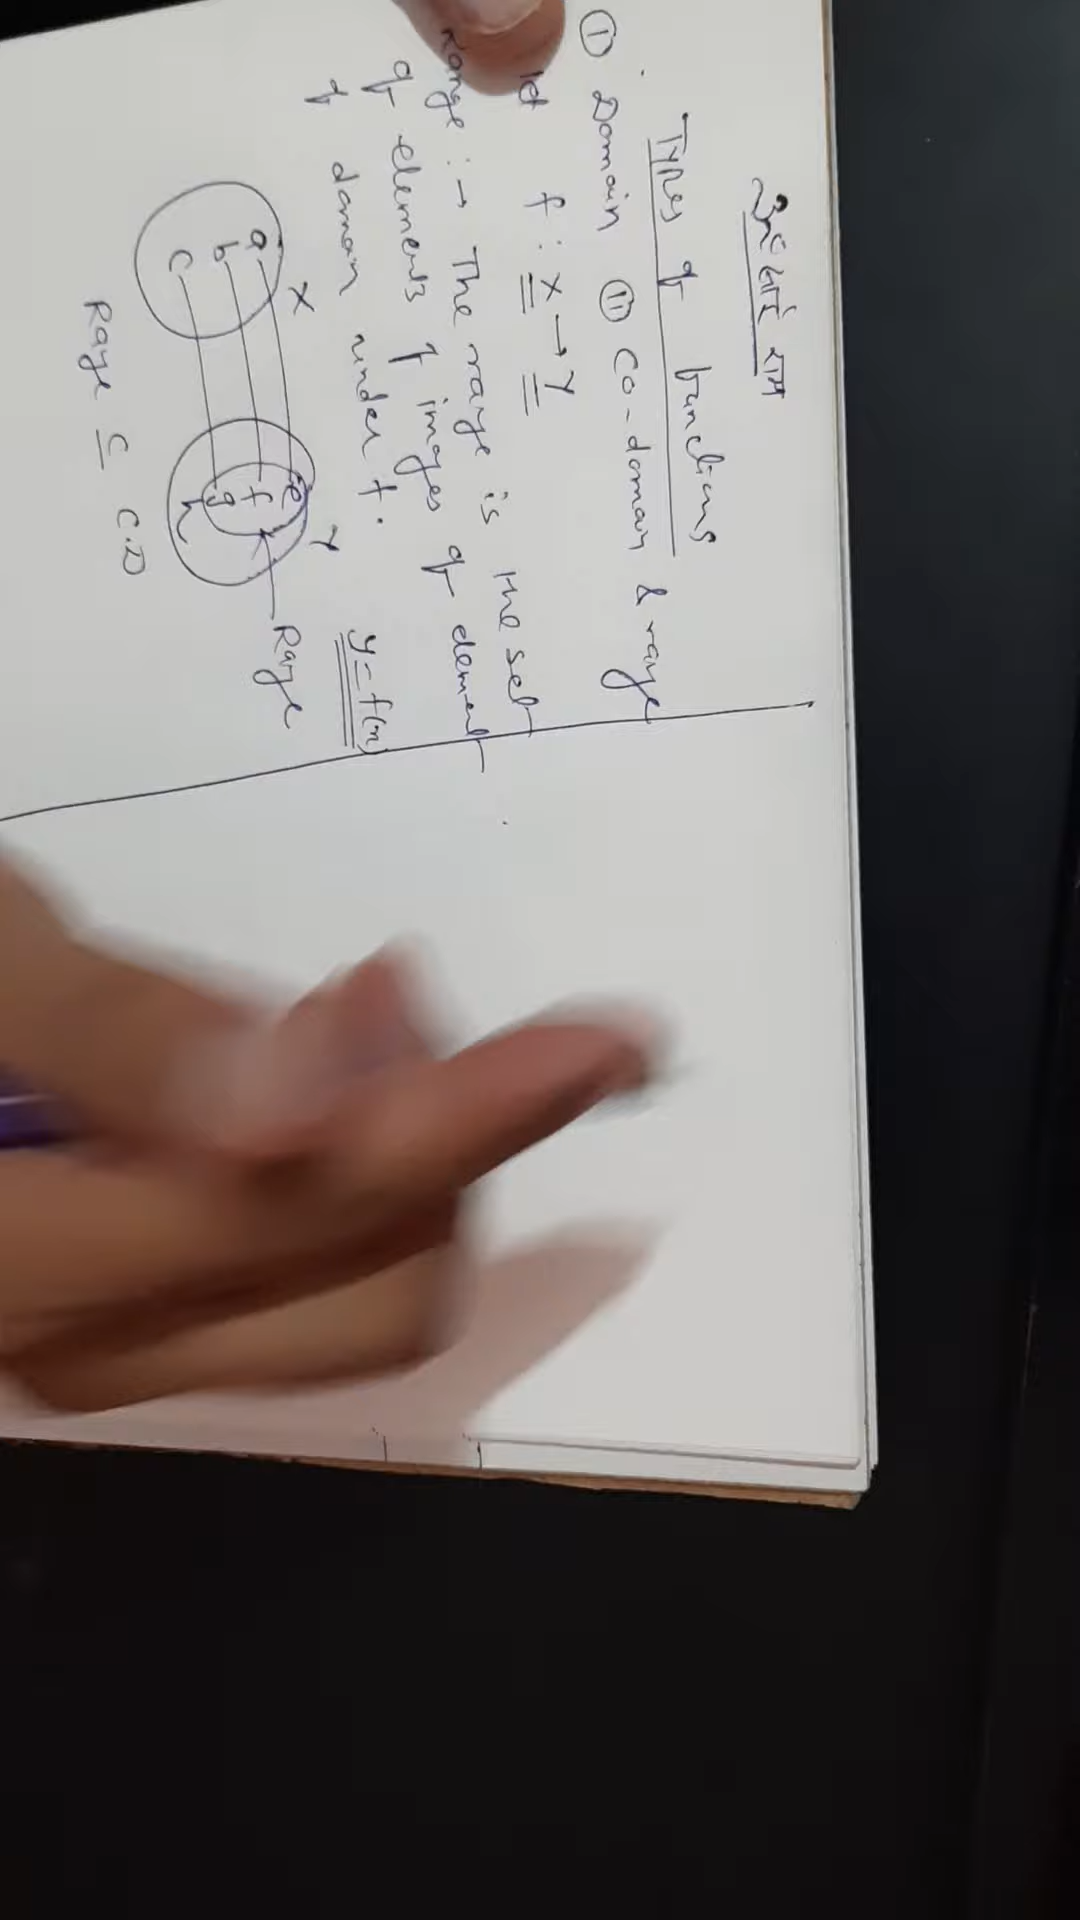 Types of functions
① Domain ② Co-domain & range
let f : X → Y
Range : → The range is the set
of elements of images of element
of domain under f.
y = f(n)
X
Y
a
b
c
e
f
g
h
Range
Range ⊆ C.D